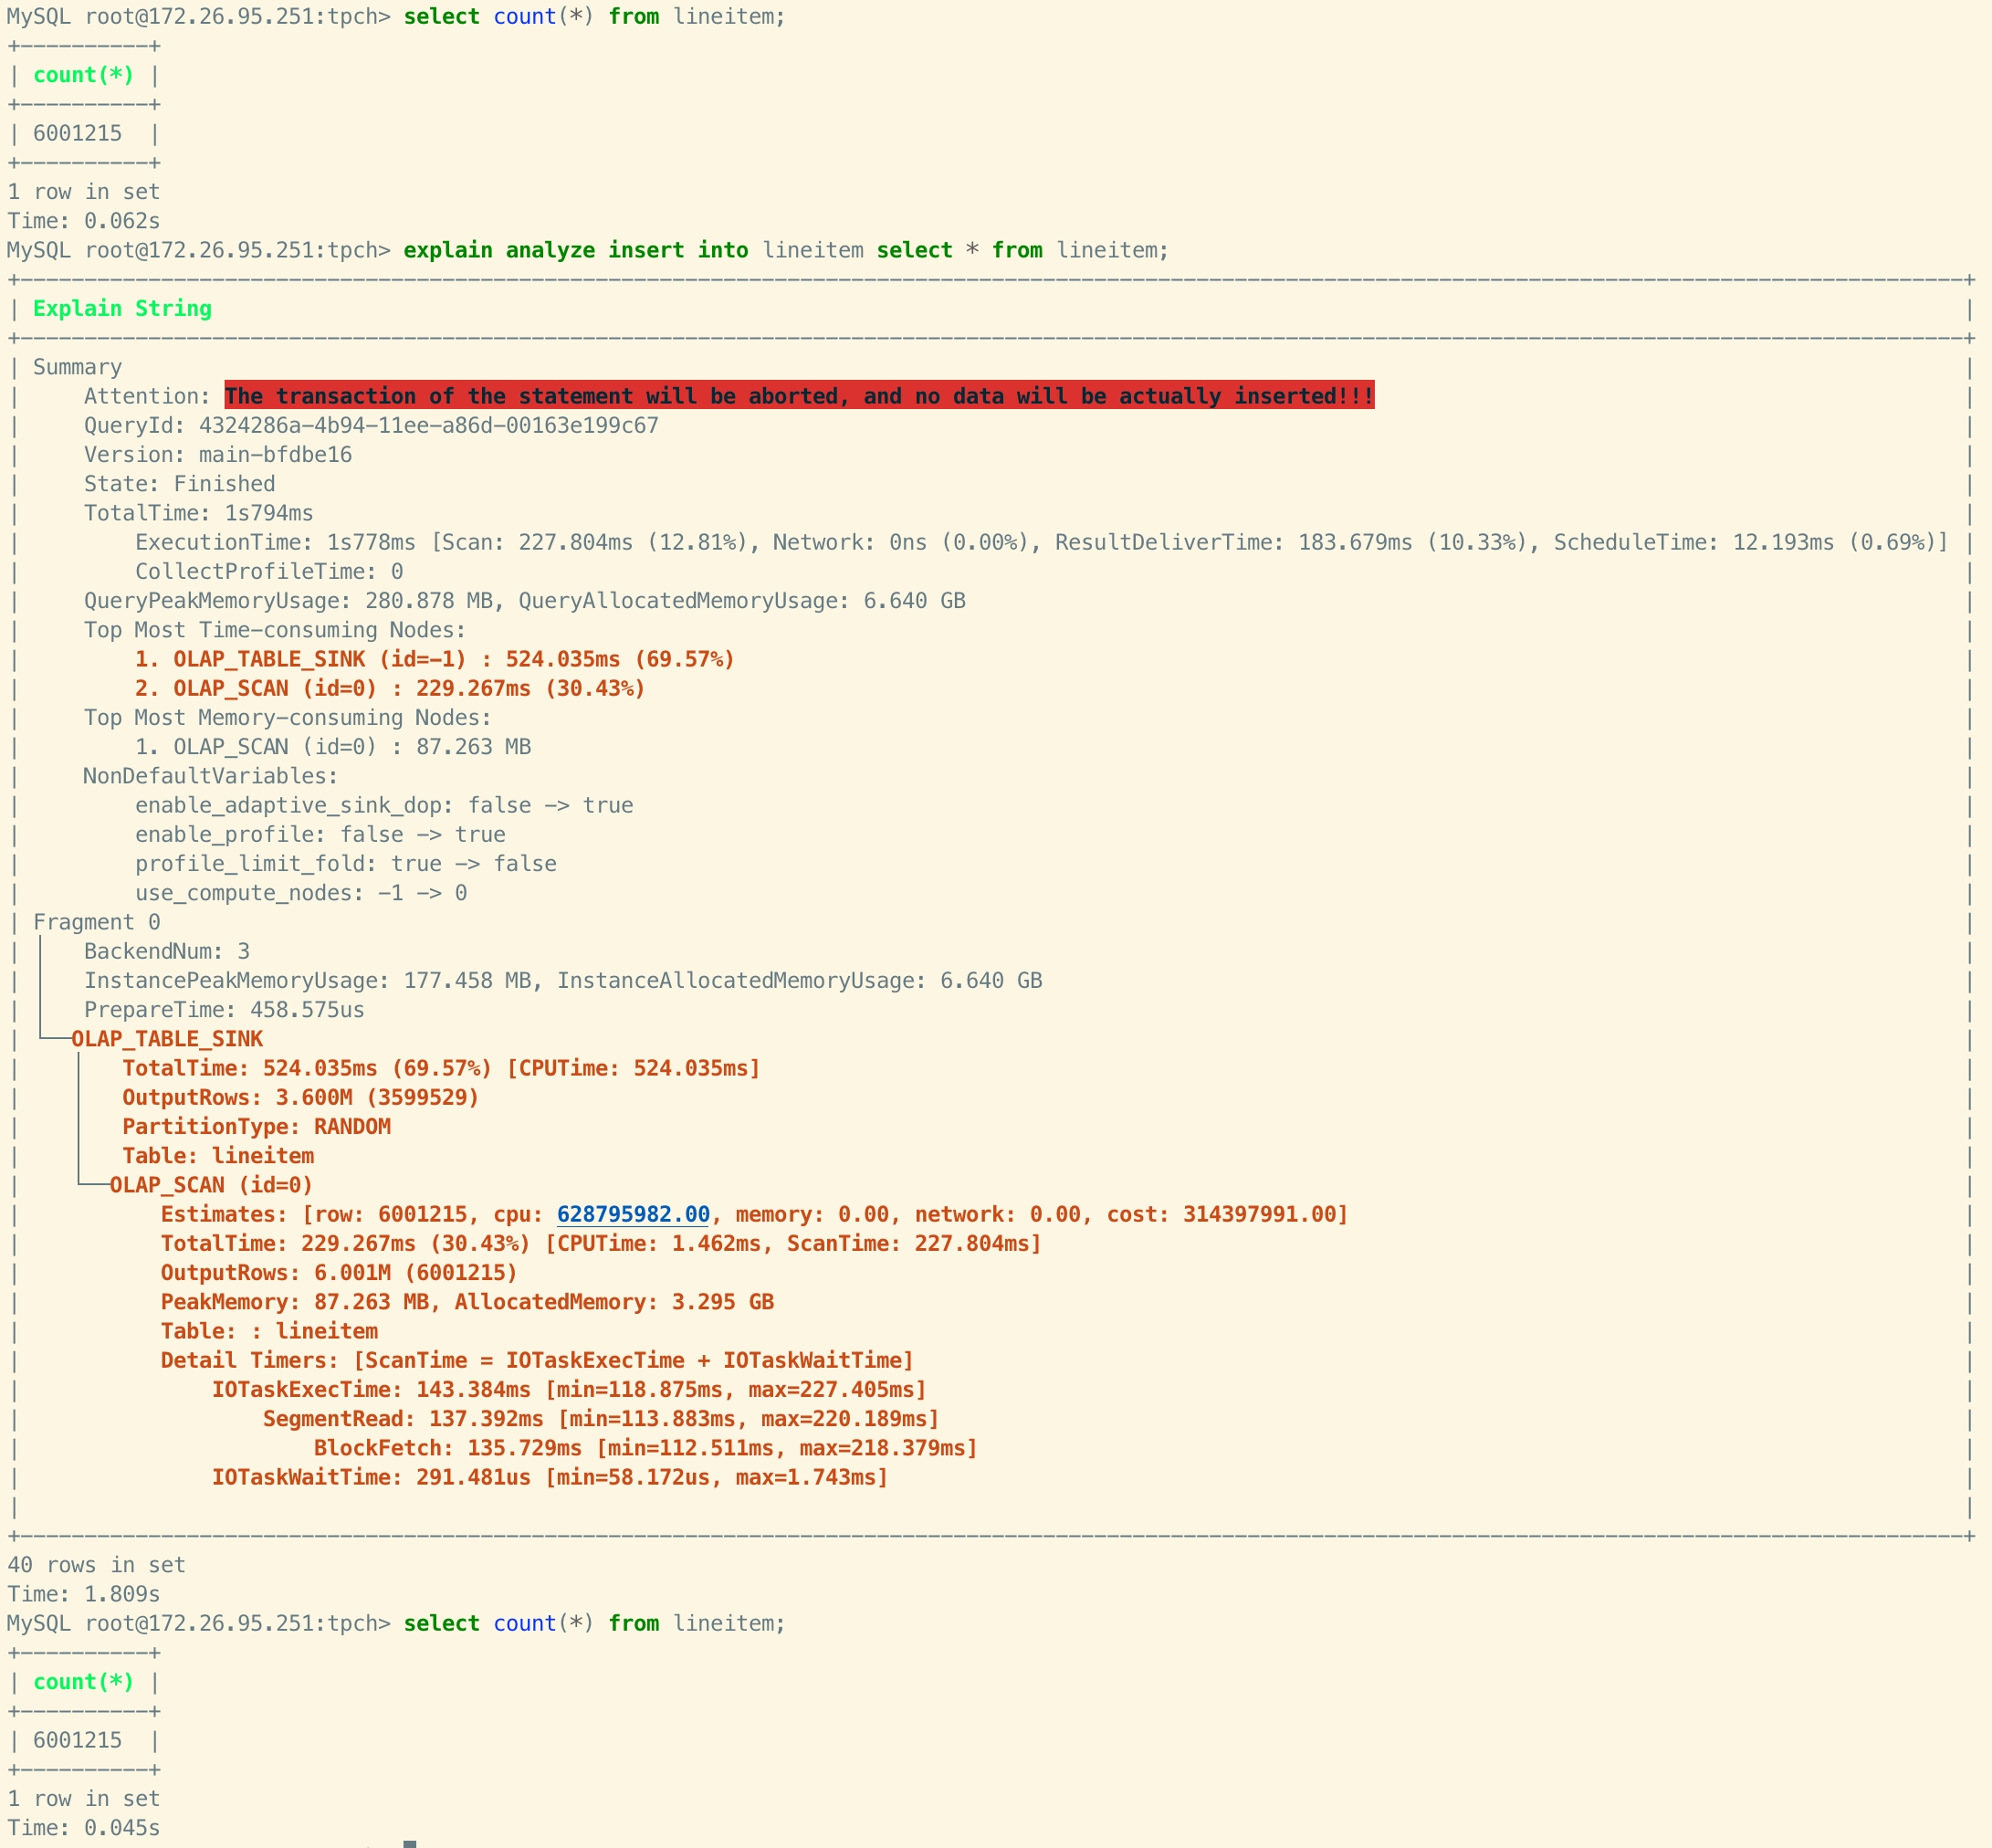 MySQL root@172.26.95.251:tpch> select count(*) from lineitem;
+----------+
| count(*) |
+----------+
| 6001215  |
+----------+
1 row in set
Time: 0.062s
MySQL root@172.26.95.251:tpch> explain analyze insert into lineitem select * from lineitem;
+--------------------------------------------------------------------------------------------------------------------------------------------------------+
| Explain String |
+--------------------------------------------------------------------------------------------------------------------------------------------------------+
| Summary |
|     Attention: The transaction of the statement will be aborted, and no data will be actually inserted!!! |
|     QueryId: 4324286a-4b94-11ee-a86d-00163e199c67 |
|     Version: main-bfdbe16 |
|     State: Finished |
|     TotalTime: 1s794ms |
|         ExecutionTime: 1s778ms [Scan: 227.804ms (12.81%), Network: 0ns (0.00%), ResultDeliverTime: 183.679ms (10.33%), ScheduleTime: 12.193ms (0.69%)] |
|         CollectProfileTime: 0 |
|     QueryPeakMemoryUsage: 280.878 MB, QueryAllocatedMemoryUsage: 6.640 GB |
|     Top Most Time-consuming Nodes: |
|         1. OLAP_TABLE_SINK (id=-1) : 524.035ms (69.57%) |
|         2. OLAP_SCAN (id=0) : 229.267ms (30.43%) |
|     Top Most Memory-consuming Nodes: |
|         1. OLAP_SCAN (id=0) : 87.263 MB |
|     NonDefaultVariables: |
|         enable_adaptive_sink_dop: false -> true |
|         enable_profile: false -> true |
|         profile_limit_fold: true -> false |
|         use_compute_nodes: -1 -> 0 |
| Fragment 0 |
| │   BackendNum: 3 |
| │   InstancePeakMemoryUsage: 177.458 MB, InstanceAllocatedMemoryUsage: 6.640 GB |
| │   PrepareTime: 458.575us |
| └──OLAP_TABLE_SINK |
|    │   TotalTime: 524.035ms (69.57%) [CPUTime: 524.035ms] |
|    │   OutputRows: 3.600M (3599529) |
|    │   PartitionType: RANDOM |
|    │   Table: lineitem |
|    └──OLAP_SCAN (id=0) |
|           Estimates: [row: 6001215, cpu: 628795982.00, memory: 0.00, network: 0.00, cost: 314397991.00] |
|           TotalTime: 229.267ms (30.43%) [CPUTime: 1.462ms, ScanTime: 227.804ms] |
|           OutputRows: 6.001M (6001215) |
|           PeakMemory: 87.263 MB, AllocatedMemory: 3.295 GB |
|           Table: : lineitem |
|           Detail Timers: [ScanTime = IOTaskExecTime + IOTaskWaitTime] |
|               IOTaskExecTime: 143.384ms [min=118.875ms, max=227.405ms] |
|                   SegmentRead: 137.392ms [min=113.883ms, max=220.189ms] |
|                       BlockFetch: 135.729ms [min=112.511ms, max=218.379ms] |
|               IOTaskWaitTime: 291.481us [min=58.172us, max=1.743ms] |
| |
+--------------------------------------------------------------------------------------------------------------------------------------------------------+
40 rows in set
Time: 1.809s
MySQL root@172.26.95.251:tpch> select count(*) from lineitem;
+----------+
| count(*) |
+----------+
| 6001215  |
+----------+
1 row in set
Time: 0.045s